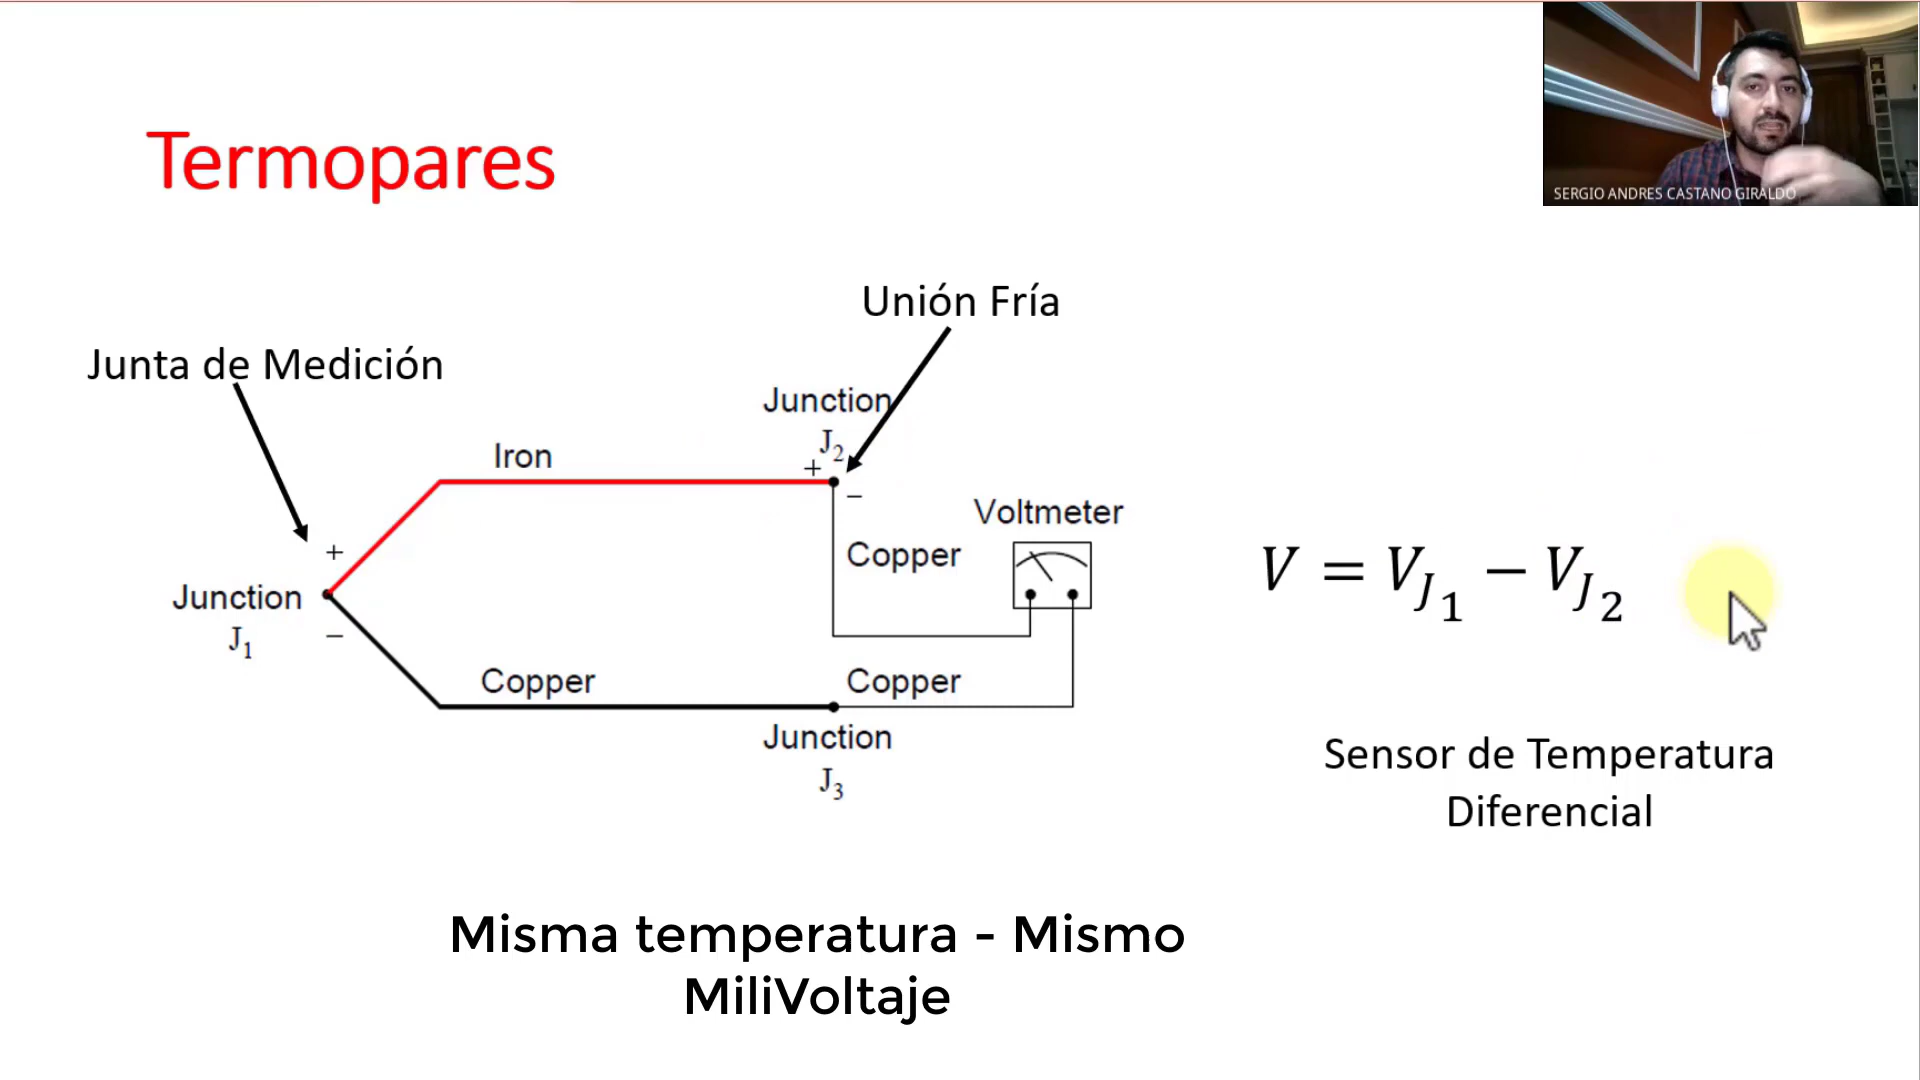 SERGIO ANDRES CASTANO GIRALDO
Termopares
Unión Fría
Junta de Medición
Junction
J2
Iron
+
−
Voltmeter
+
Copper
Junction
J1
−
V = VJ1 − VJ2
Copper
Copper
Junction
J3
Sensor de Temperatura
Diferencial
Misma temperatura - Mismo
MiliVoltaje